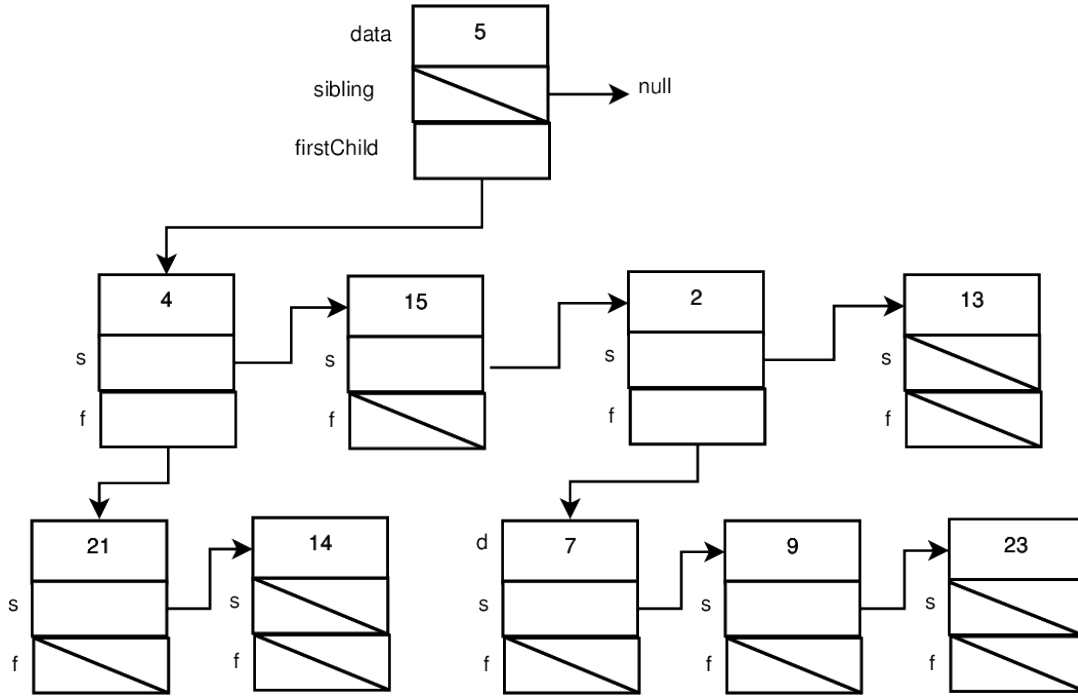 data 5
sibling null
firstChild
4 15 2 13
s s s s
f f f f
21 14 d 7 9 23
s s s s s
f f f f f